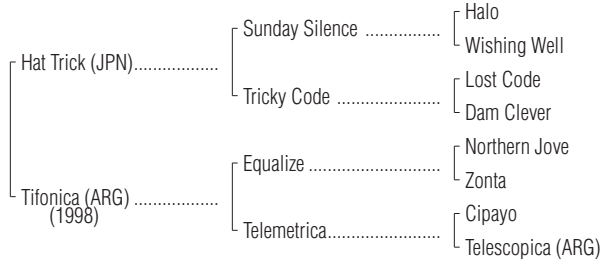 Halo
Sunday Silence ..................
Wishing Well
Hat Trick (JPN)....................
Lost Code
Tricky Code .........................
Dam Clever
Northern Jove
Equalize ...............................
Zonta
Tifonica (ARG) ....................
(1998)
Cipayo
Telemetrica...........................
Telescopica (ARG)